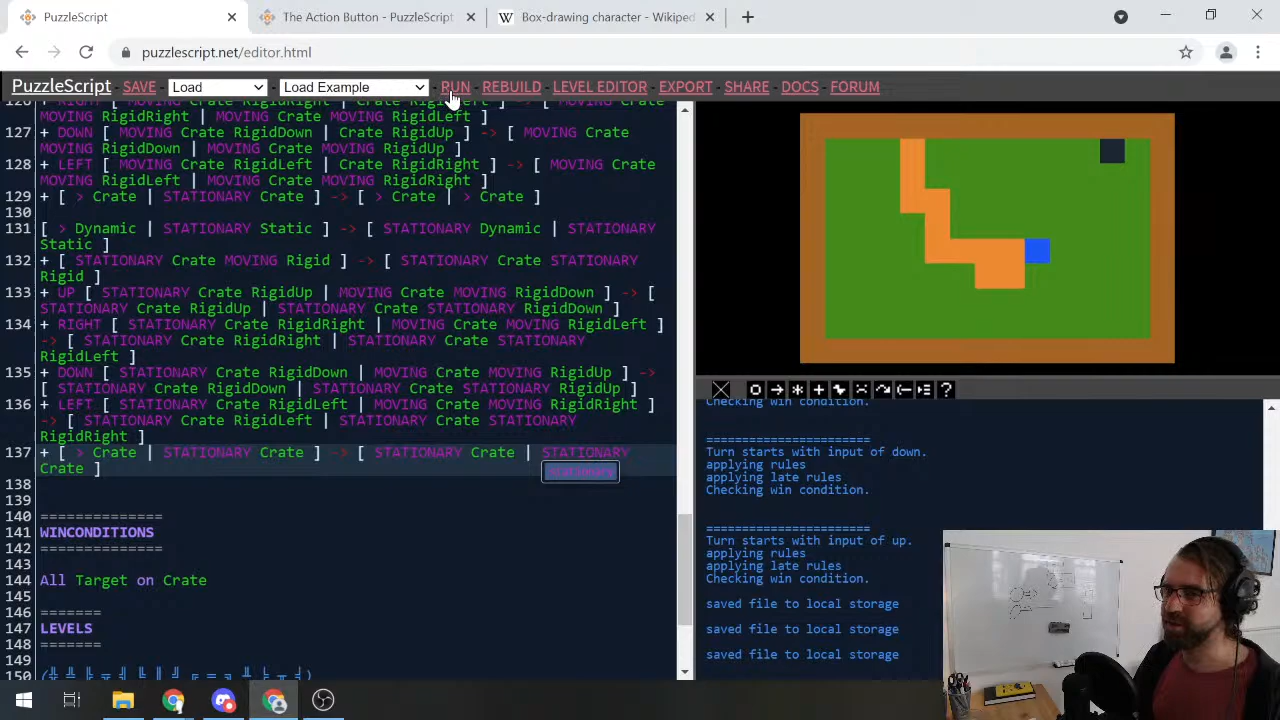 PuzzleScript
The Action Button - PuzzleScript
Box-drawing character - Wikiped
puzzlescript.net/editor.html
PuzzleScript - SAVE Load - Load Example - RUN - REBUILD - LEVEL EDITOR - EXPORT - SHARE - DOCS - FORUM
MOVING RigidRight | MOVING Crate MOVING RigidLeft ]
127 + DOWN [ MOVING Crate RigidDown | Crate RigidUp ] -> [ MOVING Crate
MOVING RigidDown | MOVING Crate MOVING RigidUp ]
128 + LEFT [ MOVING Crate RigidLeft | Crate RigidRight ] -> [ MOVING Crate
MOVING RigidLeft | MOVING Crate MOVING RigidRight ]
129 + [ > Crate | STATIONARY Crate ] -> [ > Crate | > Crate ]
130
131 [ > Dynamic | STATIONARY Static ] -> [ STATIONARY Dynamic | STATIONARY
Static ]
132 + [ STATIONARY Crate MOVING Rigid ] -> [ STATIONARY Crate STATIONARY
Rigid ]
133 + UP [ STATIONARY Crate RigidUp | MOVING Crate MOVING RigidDown ] -> [
STATIONARY Crate RigidUp | STATIONARY Crate STATIONARY RigidDown ]
134 + RIGHT [ STATIONARY Crate RigidRight | MOVING Crate MOVING RigidLeft ]
-> [ STATIONARY Crate RigidRight | STATIONARY Crate STATIONARY
RigidLeft ]
135 + DOWN [ STATIONARY Crate RigidDown | MOVING Crate MOVING RigidUp ] ->
[ STATIONARY Crate RigidDown | STATIONARY Crate STATIONARY RigidUp ]
136 + LEFT [ STATIONARY Crate RigidLeft | MOVING Crate MOVING RigidRight ]
-> [ STATIONARY Crate RigidLeft | STATIONARY Crate STATIONARY
RigidRight ]
137 + [ > Crate | STATIONARY Crate ] -> [ STATIONARY Crate | STATIONARY
Crate ]
stationary
138
139
140 ==============
141 WINCONDITIONS
142 ==============
143
144 All Target on Crate
145
146 =======
147 LEVELS
148 =======
149
150
Checking win condition.
=======================
Turn starts with input of down.
applying rules
applying late rules
Checking win condition.
=======================
Turn starts with input of up.
applying rules
applying late rules
Checking win condition.
saved file to local storage
saved file to local storage
saved file to local storage